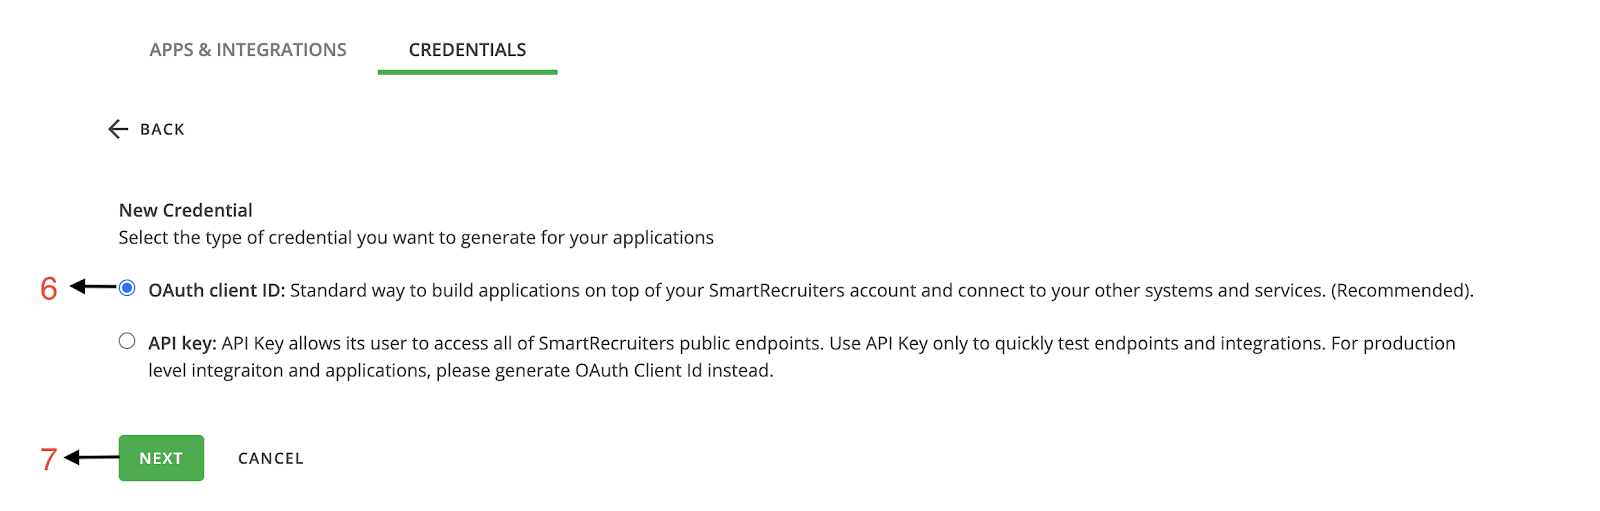 APPS & INTEGRATIONS CREDENTIALS
BACK
New Credential
Select the type of credential you want to generate for your applications
6 OAuth client ID: Standard way to build applications on top of your SmartRecruiters account and connect to your other systems and services. (Recommended).
API key: API Key allows its user to access all of SmartRecruiters public endpoints. Use API Key only to quickly test endpoints and integrations. For production
level integraiton and applications, please generate OAuth Client Id instead.
7 NEXT CANCEL